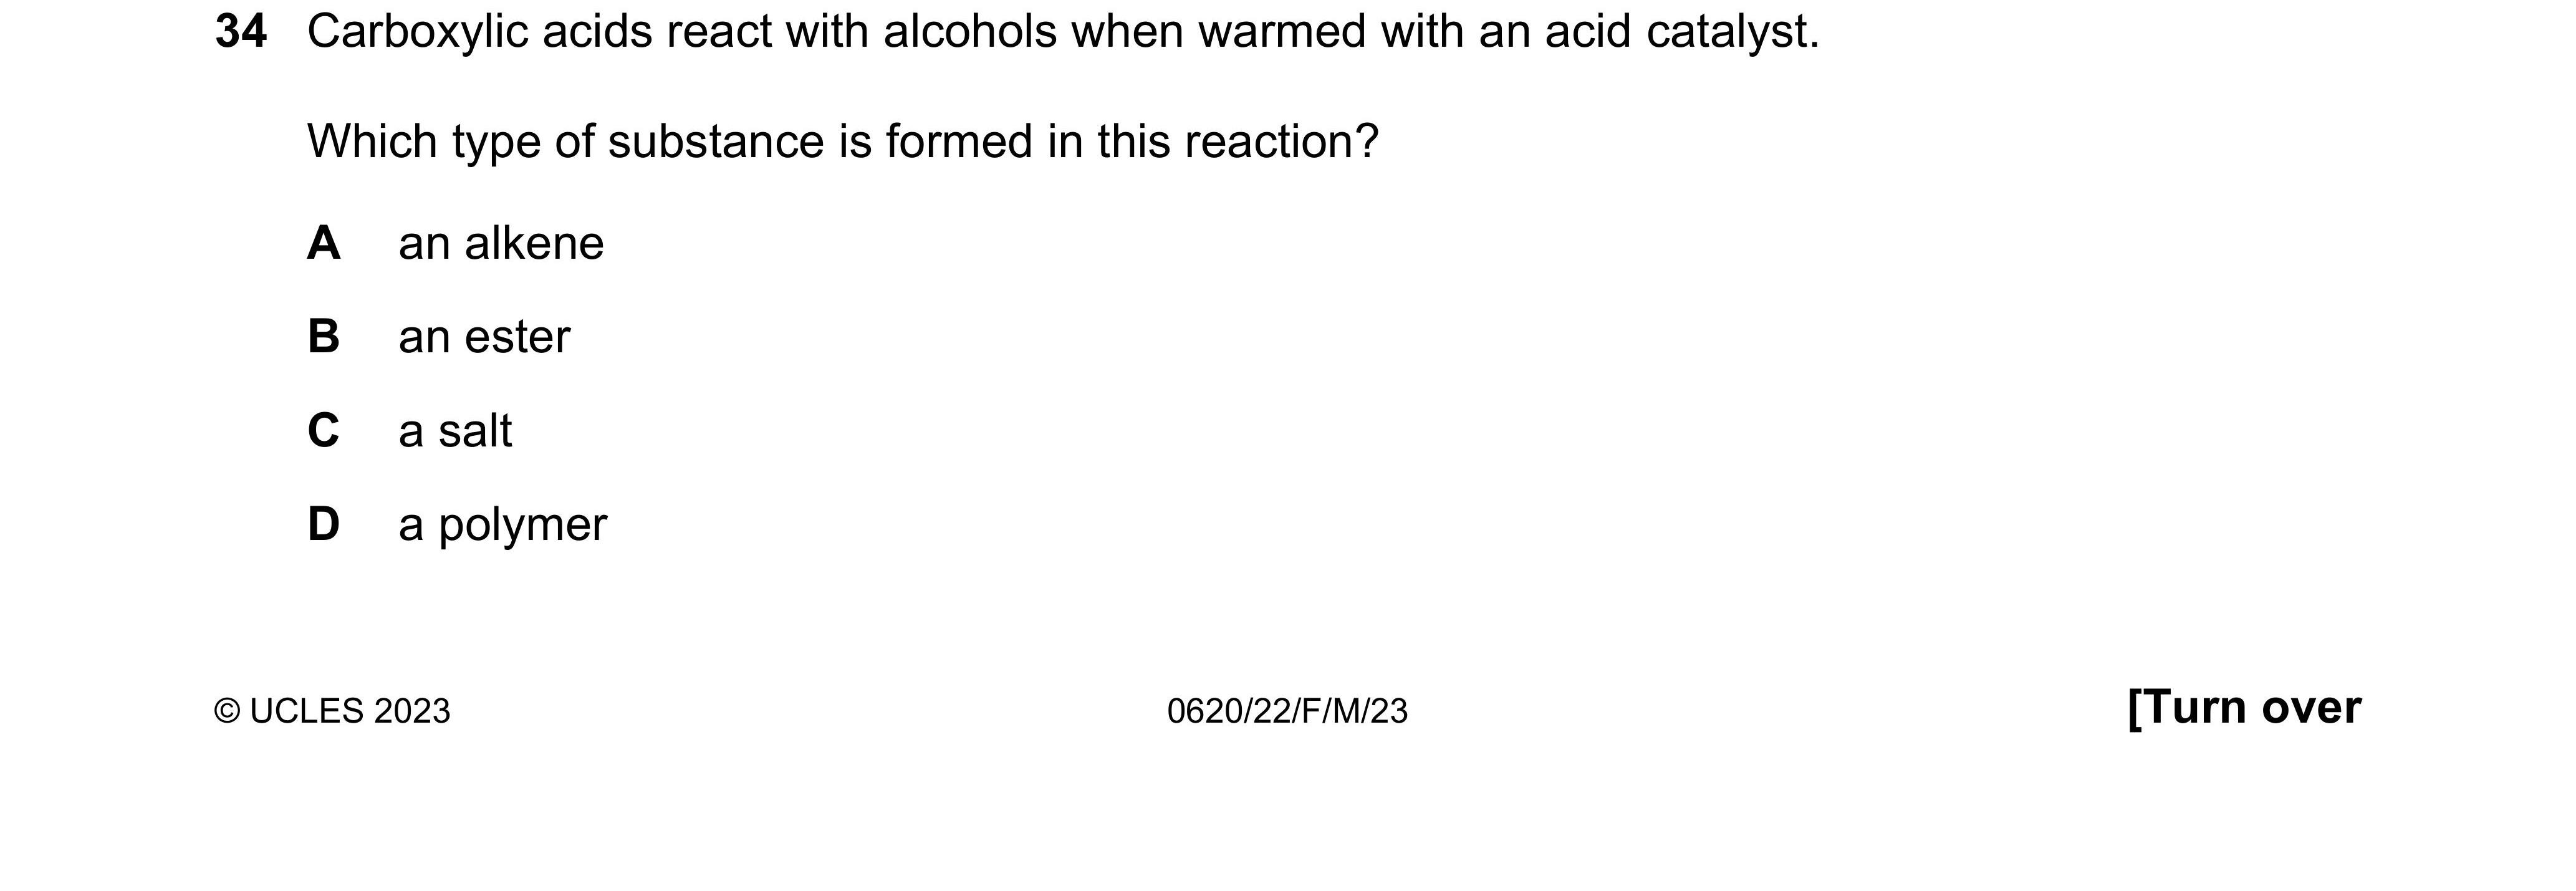 34 Carboxylic acids react with alcohols when warmed with an acid catalyst.
Which type of substance is formed in this reaction?
A an alkene
B an ester
C a salt
D a polymer
© UCLES 2023 0620/22/F/M/23 [Turn over